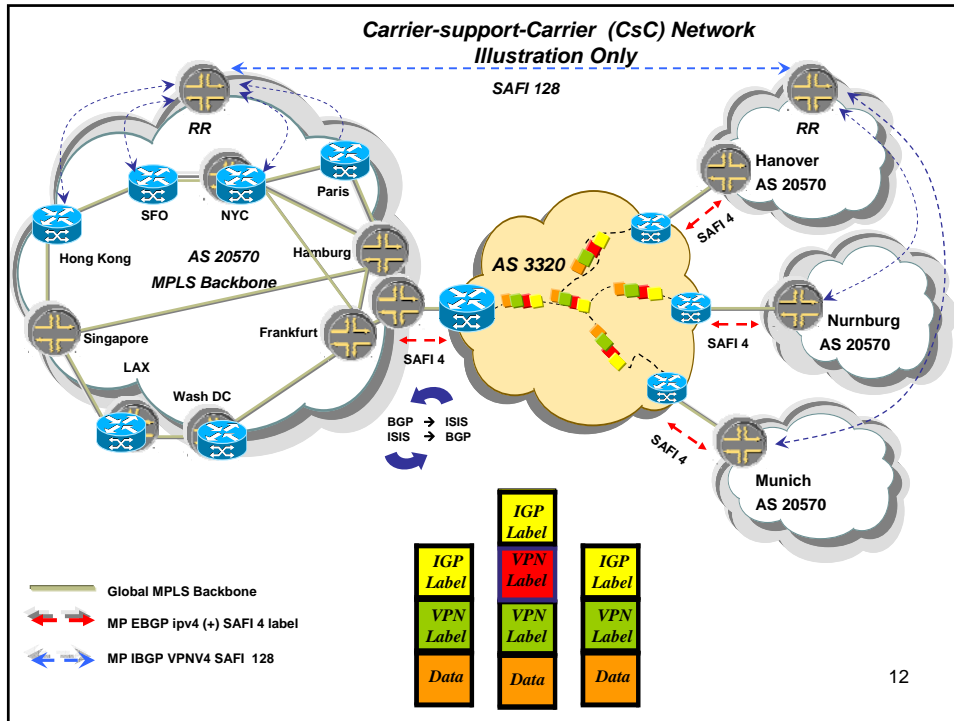 Carrier-support-Carrier (CsC) Network
Illustration Only
SAFI 128
RR
RR
Hanover
AS 20570
SAFI 4
Paris
SFO
NYC
Hong Kong
AS 20570
MPLS Backbone
Hamburg
AS 3320
Singapore
Frankfurt
SAFI 4
SAFI 4
Nurnburg
AS 20570
LAX
Wash DC
BGP → ISIS
ISIS → BGP
SAFI 4
Munich
AS 20570
IGP
Label
VPN
Label
Data
IGP
Label
VPN
Label
VPN
Label
Data
IGP
Label
VPN
Label
Data
Global MPLS Backbone
MP EBGP ipv4 (+) SAFI 4 label
MP IBGP VPNV4 SAFI 128
12